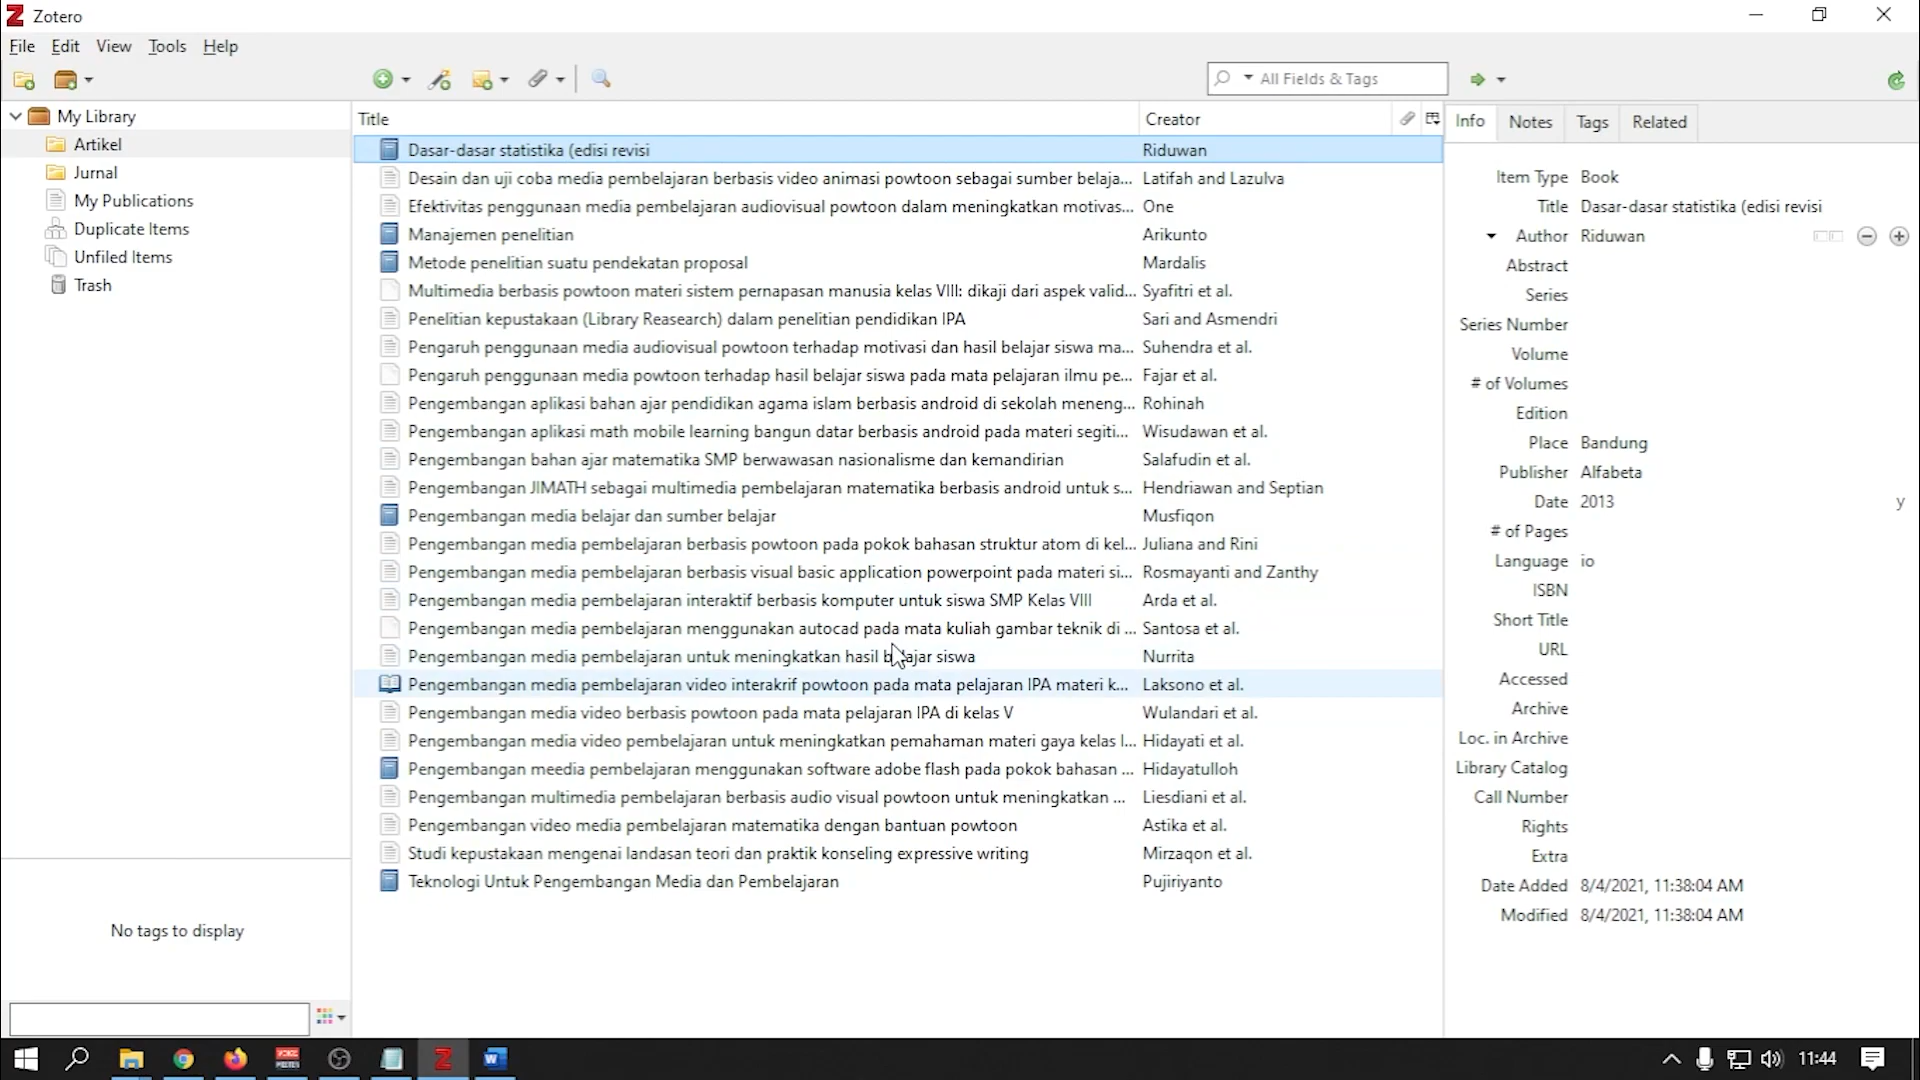 Zotero
File Edit View Tools Help
All Fields & Tags
My Library
Artikel
Jurnal
My Publications
Duplicate Items
Unfiled Items
Trash
No tags to display
Title Creator
Dasar-dasar statistika (edisi revisi Riduwan
Desain dan uji coba media pembelajaran berbasis video animasi powtoon sebagai sumber belaja... Latifah and Lazulva
Efektivitas penggunaan media pembelajaran audiovisual powtoon dalam meningkatkan motivas... One
Manajemen penelitian Arikunto
Metode penelitian suatu pendekatan proposal Mardalis
Multimedia berbasis powtoon materi sistem pernapasan manusia kelas VIII: dikaji dari aspek valid... Syafitri et al.
Penelitian kepustakaan (Library Reasearch) dalam penelitian pendidikan IPA Sari and Asmendri
Pengaruh penggunaan media audiovisual powtoon terhadap motivasi dan hasil belajar siswa ma... Suhendra et al.
Pengaruh penggunaan media powtoon terhadap hasil belajar siswa pada mata pelajaran ilmu pe... Fajar et al.
Pengembangan aplikasi bahan ajar pendidikan agama islam berbasis android di sekolah meneng... Rohinah
Pengembangan aplikasi math mobile learning bangun datar berbasis android pada materi segiti... Wisudawan et al.
Pengembangan bahan ajar matematika SMP berwawasan nasionalisme dan kemandirian Salafudin et al.
Pengembangan JIMATH sebagai multimedia pembelajaran matematika berbasis android untuk s... Hendriawan and Septian
Pengembangan media belajar dan sumber belajar Musfiqon
Pengembangan media pembelajaran berbasis powtoon pada pokok bahasan struktur atom di kel... Juliana and Rini
Pengembangan media pembelajaran berbasis visual basic application powerpoint pada materi si... Rosmayanti and Zanthy
Pengembangan media pembelajaran interaktif berbasis komputer untuk siswa SMP Kelas VIII Arda et al.
Pengembangan media pembelajaran menggunakan autocad pada mata kuliah gambar teknik di ... Santosa et al.
Pengembangan media pembelajaran untuk meningkatkan hasil belajar siswa Nurrita
Pengembangan media pembelajaran video interakrif powtoon pada mata pelajaran IPA materi k... Laksono et al.
Pengembangan media video berbasis powtoon pada mata pelajaran IPA di kelas V Wulandari et al.
Pengembangan media video pembelajaran untuk meningkatkan pemahaman materi gaya kelas I... Hidayati et al.
Pengembangan meedia pembelajaran menggunakan software adobe flash pada pokok bahasan ... Hidayatulloh
Pengembangan multimedia pembelajaran berbasis audio visual powtoon untuk meningkatkan ... Liesdiani et al.
Pengembangan video media pembelajaran matematika dengan bantuan powtoon Astika et al.
Studi kepustakaan mengenai landasan teori dan praktik konseling expressive writing Mirzaqon et al.
Teknologi Untuk Pengembangan Media dan Pembelajaran Pujiriyanto
Info Notes Tags Related
Item Type Book
Title Dasar-dasar statistika (edisi revisi
Author Riduwan
Abstract
Series
Series Number
Volume
# of Volumes
Edition
Place Bandung
Publisher Alfabeta
Date 2013 y
# of Pages
Language io
ISBN
Short Title
URL
Accessed
Archive
Loc. in Archive
Library Catalog
Call Number
Rights
Extra
Date Added 8/4/2021, 11:38:04 AM
Modified 8/4/2021, 11:38:04 AM
11:44